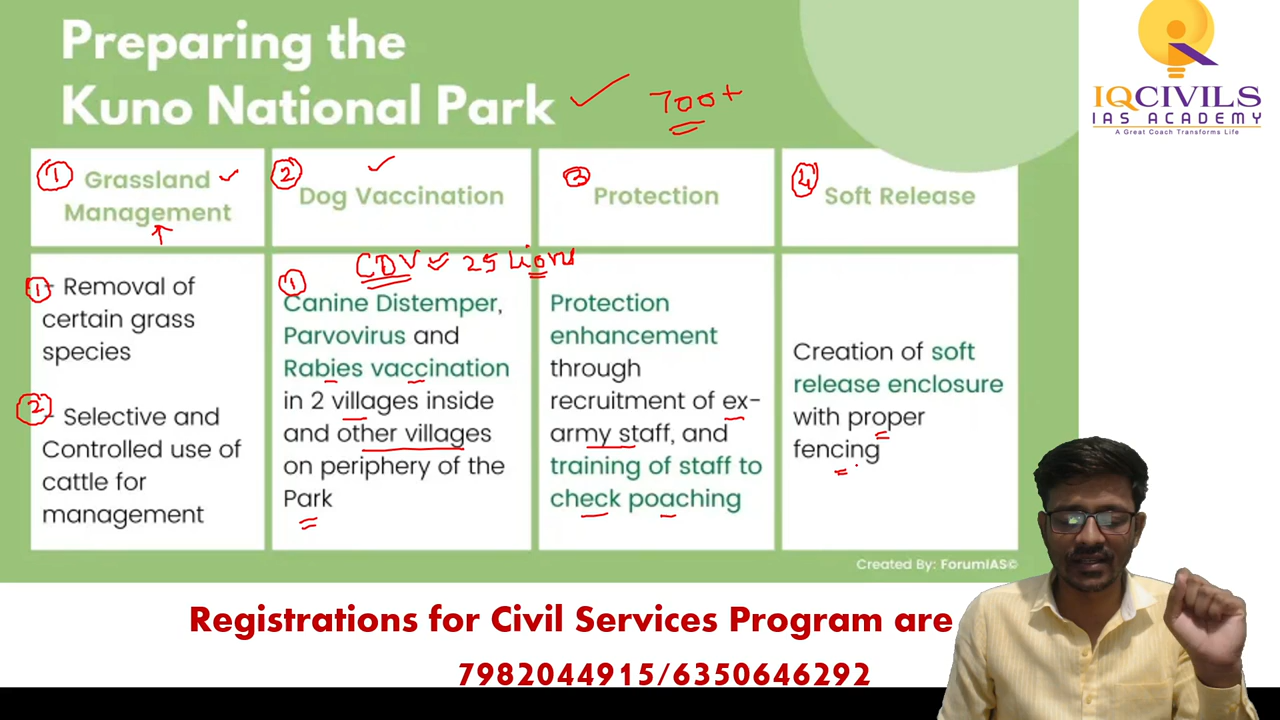 Preparing the
Kuno National Park
700+
IQCIVILS
IAS ACADEMY
A Great Coach Transforms Life
1 Grassland
Management
2
Dog Vaccination
3
Protection
4
Soft Release
1 - Removal of
certain grass
species
2 - Selective and
Controlled use of
cattle for
management
CDV 25 lions
1
Canine Distemper,
Parvovirus and
Rabies vaccination
in 2 villages inside
and other villages
on periphery of the
Park
Protection
enhancement
through
recruitment of ex-
army staff, and
training of staff to
check poaching
Creation of soft
release enclosure
with proper
fencing
Created By: ForumIAS©
Registrations for Civil Services Program are
7982044915/6350646292